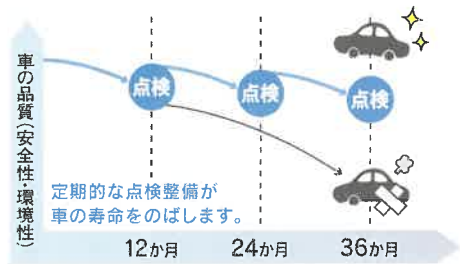 車の品質(安全性・環境性)
点検
点検
点検
定期的な点検整備が
車の寿命をのばします。
12か月
24か月
36か月